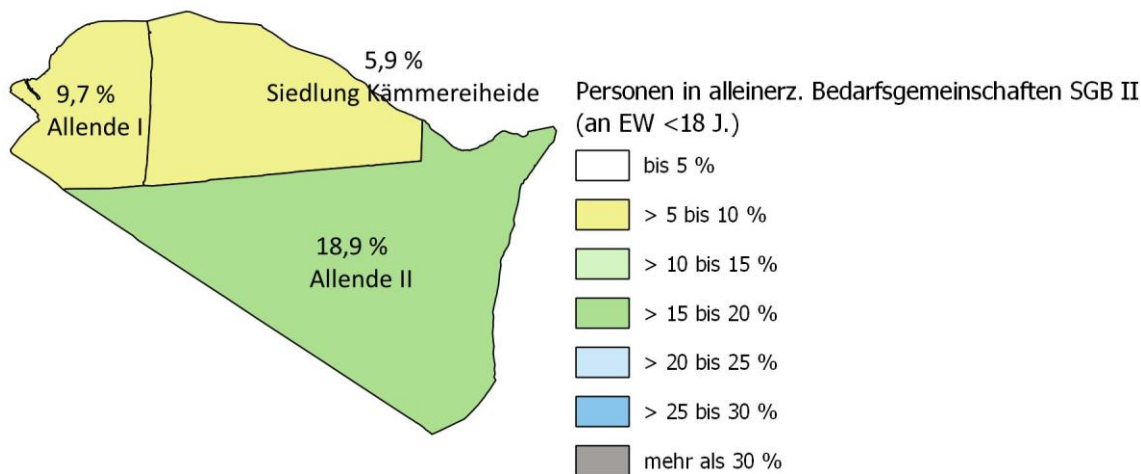 5,9 %
Siedlung Kämmereiheide
9,7 %
Allende I
18,9 %
Allende II
Personen in alleinerz. Bedarfsgemeinschaften SGB II
(an EW <18 J.)
bis 5 %
> 5 bis 10 %
> 10 bis 15 %
> 15 bis 20 %
> 20 bis 25 %
> 25 bis 30 %
mehr als 30 %